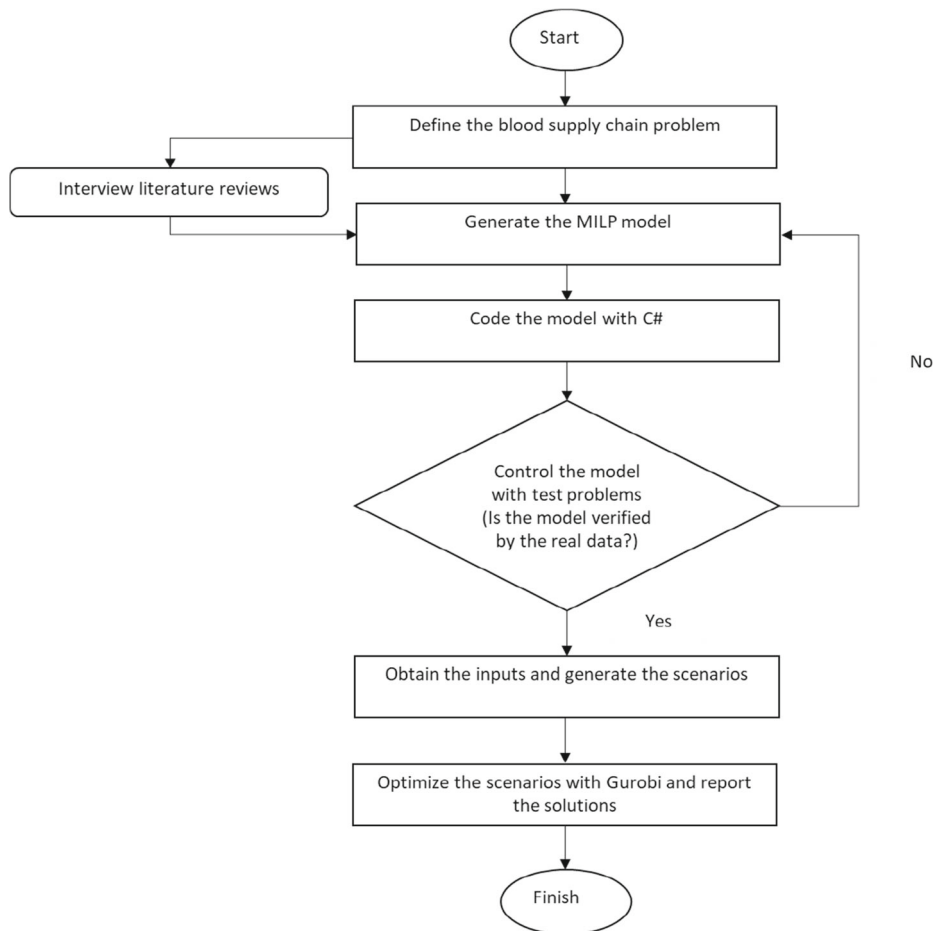 Start
Define the blood supply chain problem
Interview literature reviews
Generate the MILP model
Code the model with C#
No
Control the model
with test problems
(Is the model verified
by the real data?)
Yes
Obtain the inputs and generate the scenarios
Optimize the scenarios with Gurobi and report
the solutions
Finish